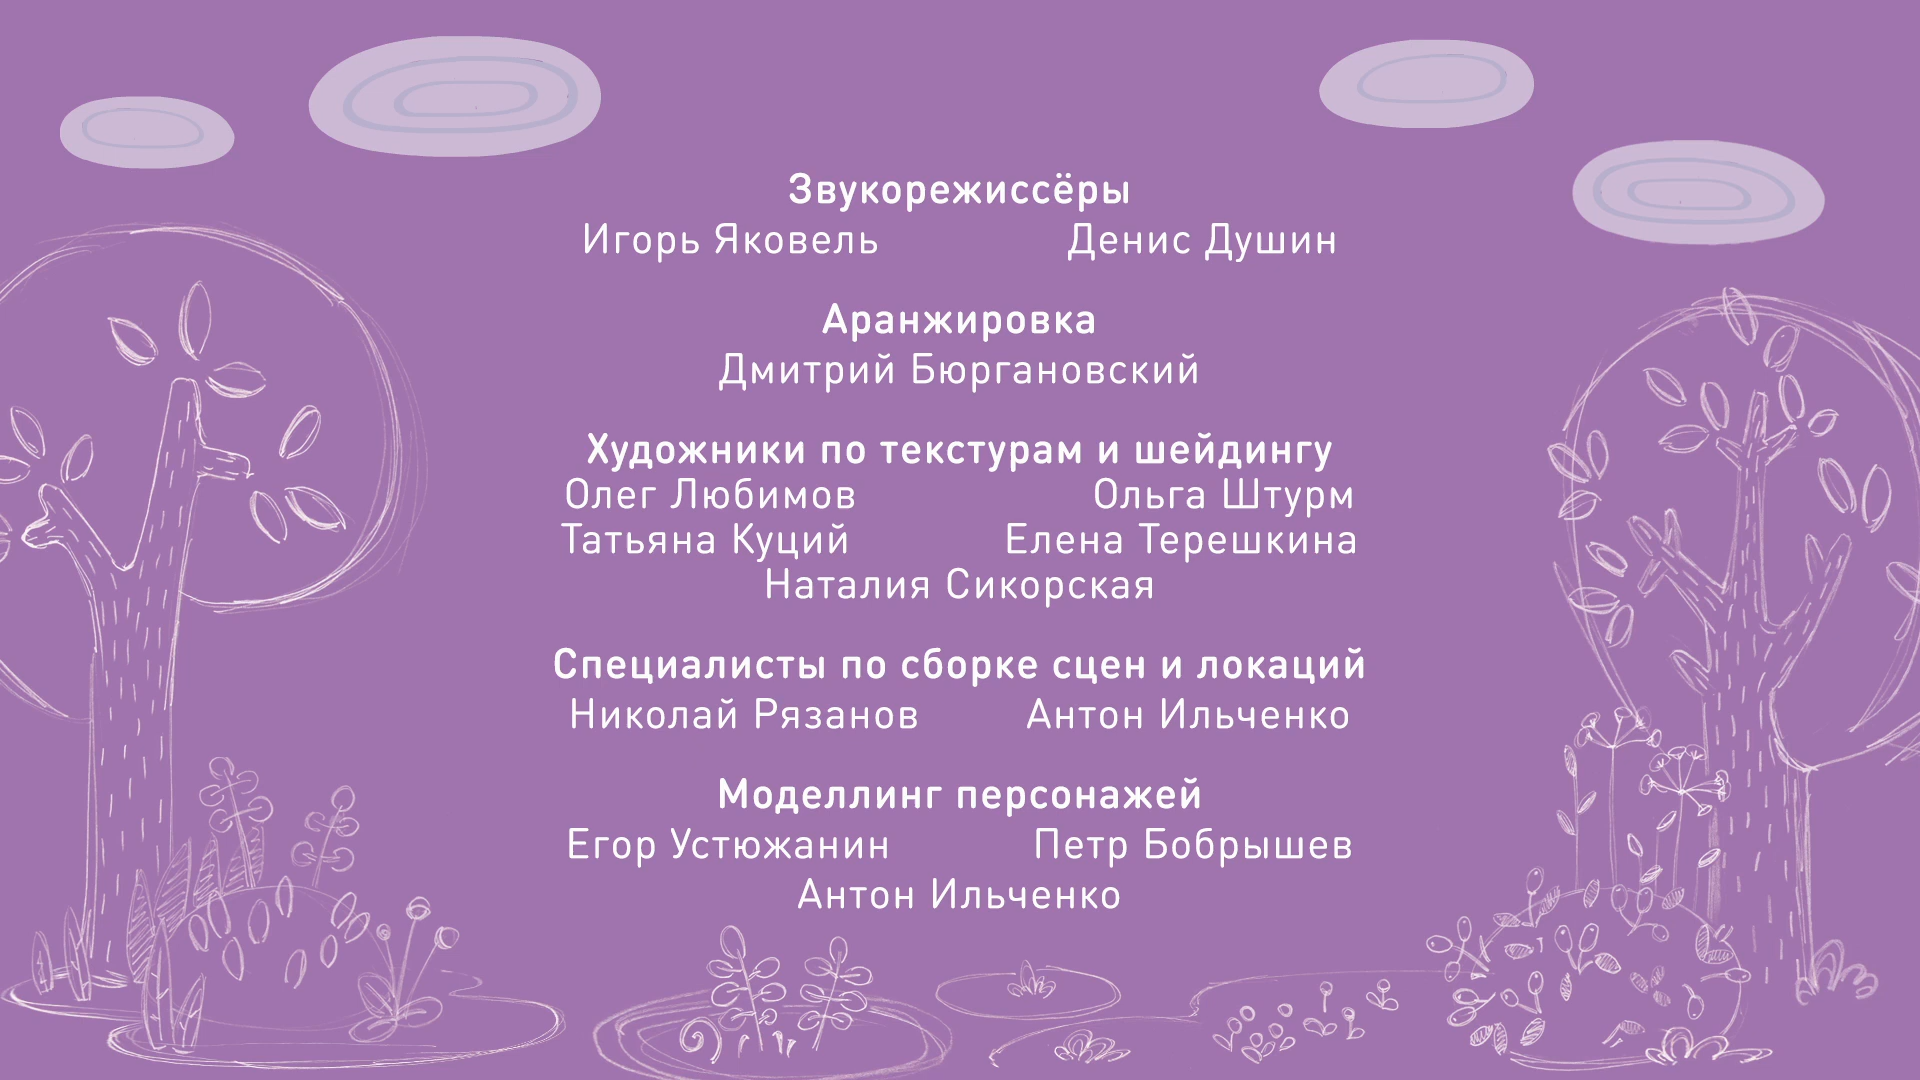 Звукорежиссёры
Игорь Яковель Денис Душин
Аранжировка
Дмитрий Бюргановский
Художники по текстурам и шейдингу
Олег Любимов Ольга Штурм
Татьяна Куций Елена Терешкина
Наталия Сикорская
Специалисты по сборке сцен и локаций
Николай Рязанов Антон Ильченко
Моделлинг персонажей
Егор Устюжанин Петр Бобрышев
Антон Ильченко